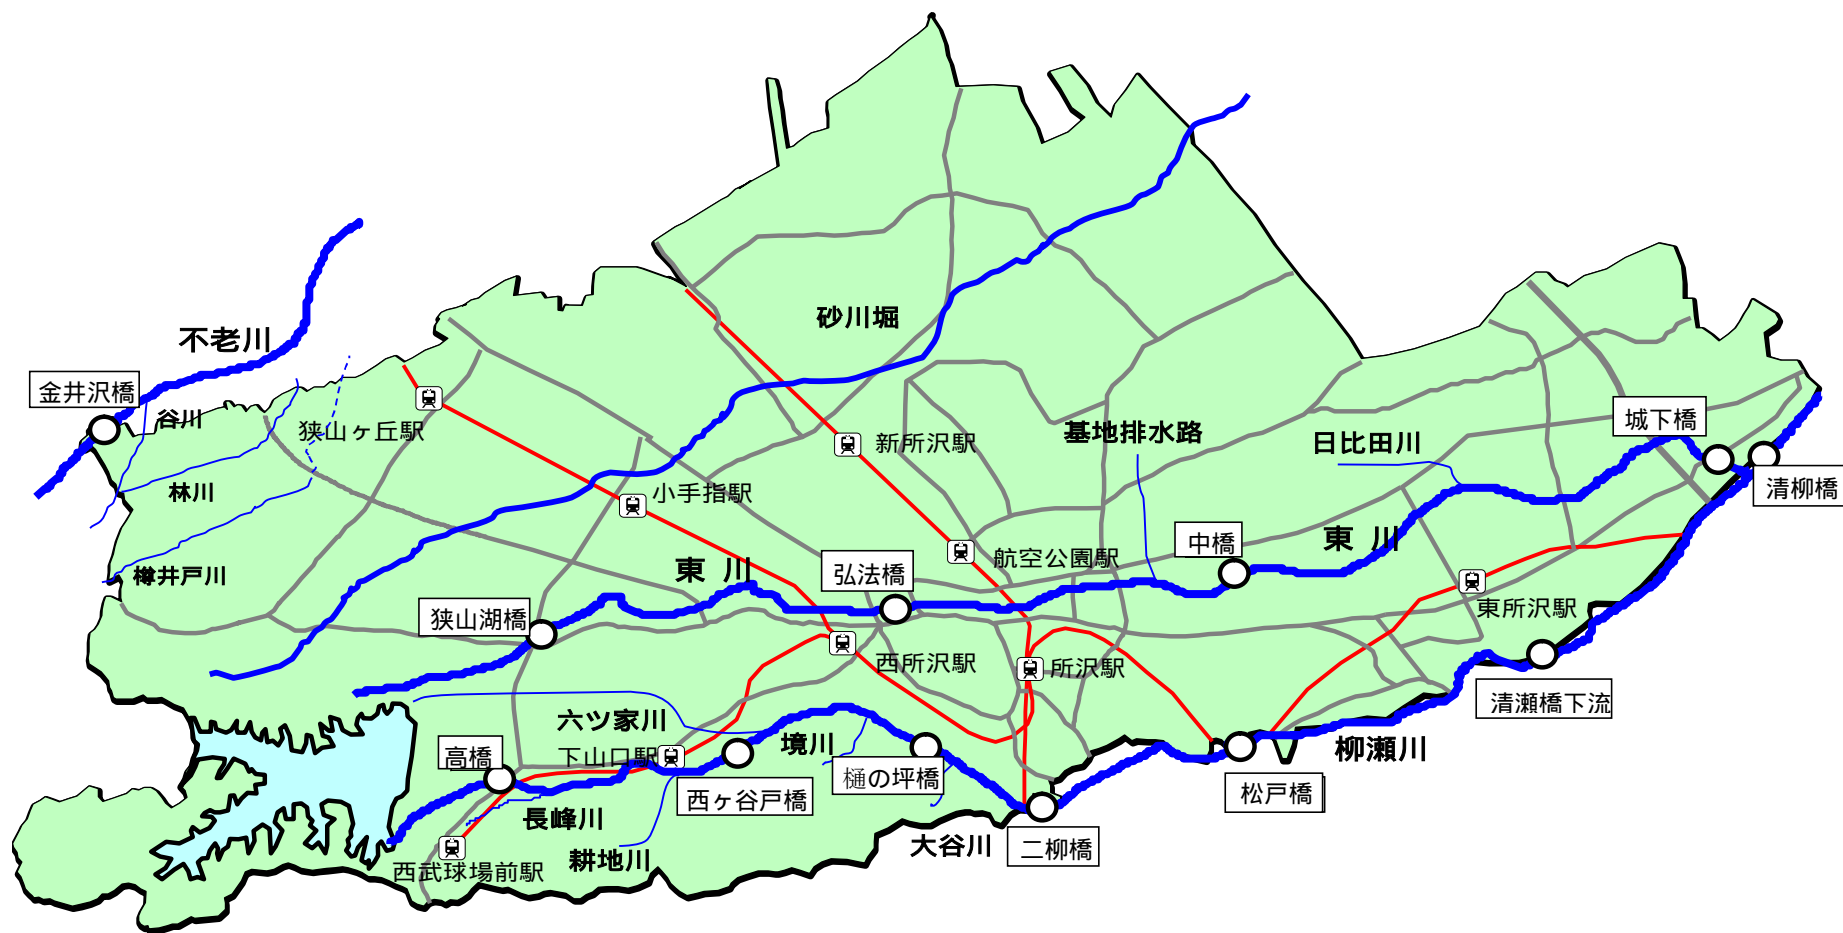 砂川堀
不老川
金井沢橋
谷川
狭山ヶ丘駅
新所沢駅
基地排水路
日比田川
城下橋
林川
小手指駅
清柳橋
樽井戸川
東 川
弘法橋
航空公園駅
中橋
東 川
狭山湖橋
東所沢駅
西所沢駅
所沢駅
清瀬橋下流
六ツ家川
高橋
下山口駅
境川
柳瀬川
樋の坪橋
西ヶ谷戸橋
松戸橋
長峰川
大谷川
二柳橋
耕地川
西武球場前駅